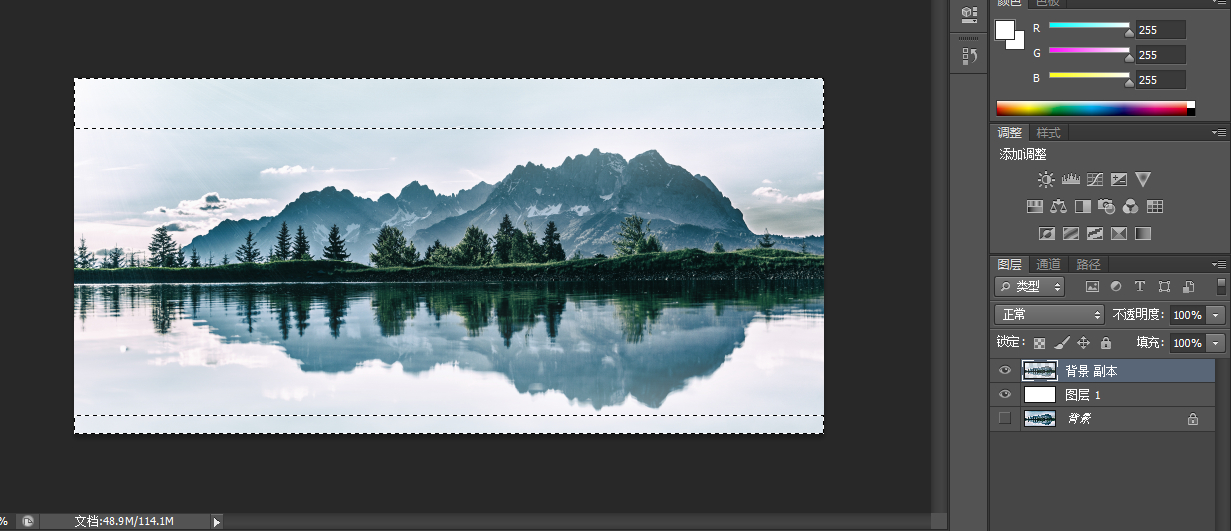 颜色 色板
R 255
G 255
B 255
调整 样式
添加调整
图层 通道 路径
类型
正常 不透明度: 100%
锁定: 填充: 100%
背景 副本
图层 1
背景
% 文档:48.9M/114.1M